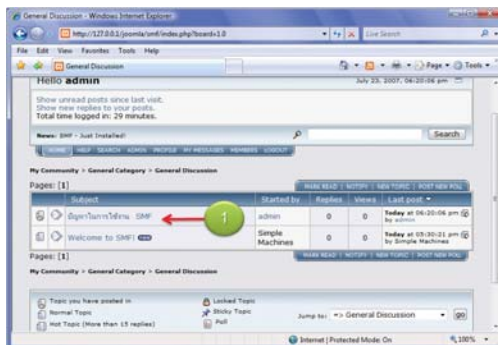 General Discussion - Windows Internet Explorer
http://127.0.0.1/joomla/smf/index.php?board=1.0
Live Search
File Edit View Favorites Tools Help
General Discussion
Page Tools
Hello admin
July 23, 2007, 06:20:06 pm
Show unread posts since last visit.
Show new replies to your posts.
Total time logged in: 29 minutes.
News: SMF - Just Installed!
Search
HOME HELP SEARCH ADMIN PROFILE MY MESSAGES MEMBERS LOGOUT
My Community > General Category > General Discussion
Pages: [1]
MARK READ | NOTIFY | NEW TOPIC | POST NEW POLL
Subject Started by Replies Views Last post
ปัญหาในการใช้งาน SMF 1 admin 0 0 Today at 06:20:06 pm
by admin
Welcome to SMF! Simple Machines 0 0 Today at 05:30:21 pm
by Simple Machines
Pages: [1]
MARK READ | NOTIFY | NEW TOPIC | POST NEW POLL
My Community > General Category > General Discussion
Topic you have posted in
Normal Topic
Hot Topic (More than 15 replies)
Locked Topic
Sticky Topic
Poll
Jump to: => General Discussion go
Internet | Protected Mode: On 100%